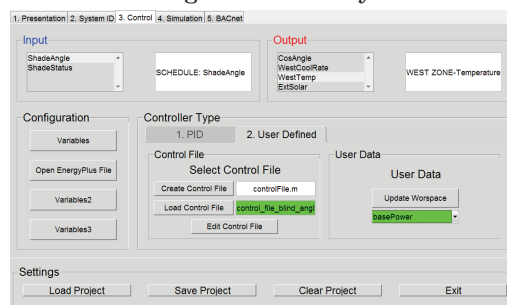 1. Presentation 2. System ID 3. Control 4. Simulation 5. BACnet
Input
ShadeAngle
ShadeStatus
SCHEDULE: ShadeAngle
Output
CosAngle
WestCoolRate
WestTemp
ExtSolar
WEST ZONE-Temperature
Configuration
Variables
Open EnergyPlus File
Variables2
Variables3
Controller Type
1. PID 2. User Defined
Control File
Select Control File
Create Control File controlFile.m
Load Control File control_file_blind_angl
Edit Control File
User Data
User Data
Update Worspace
basePower
Settings
Load Project Save Project Clear Project Exit